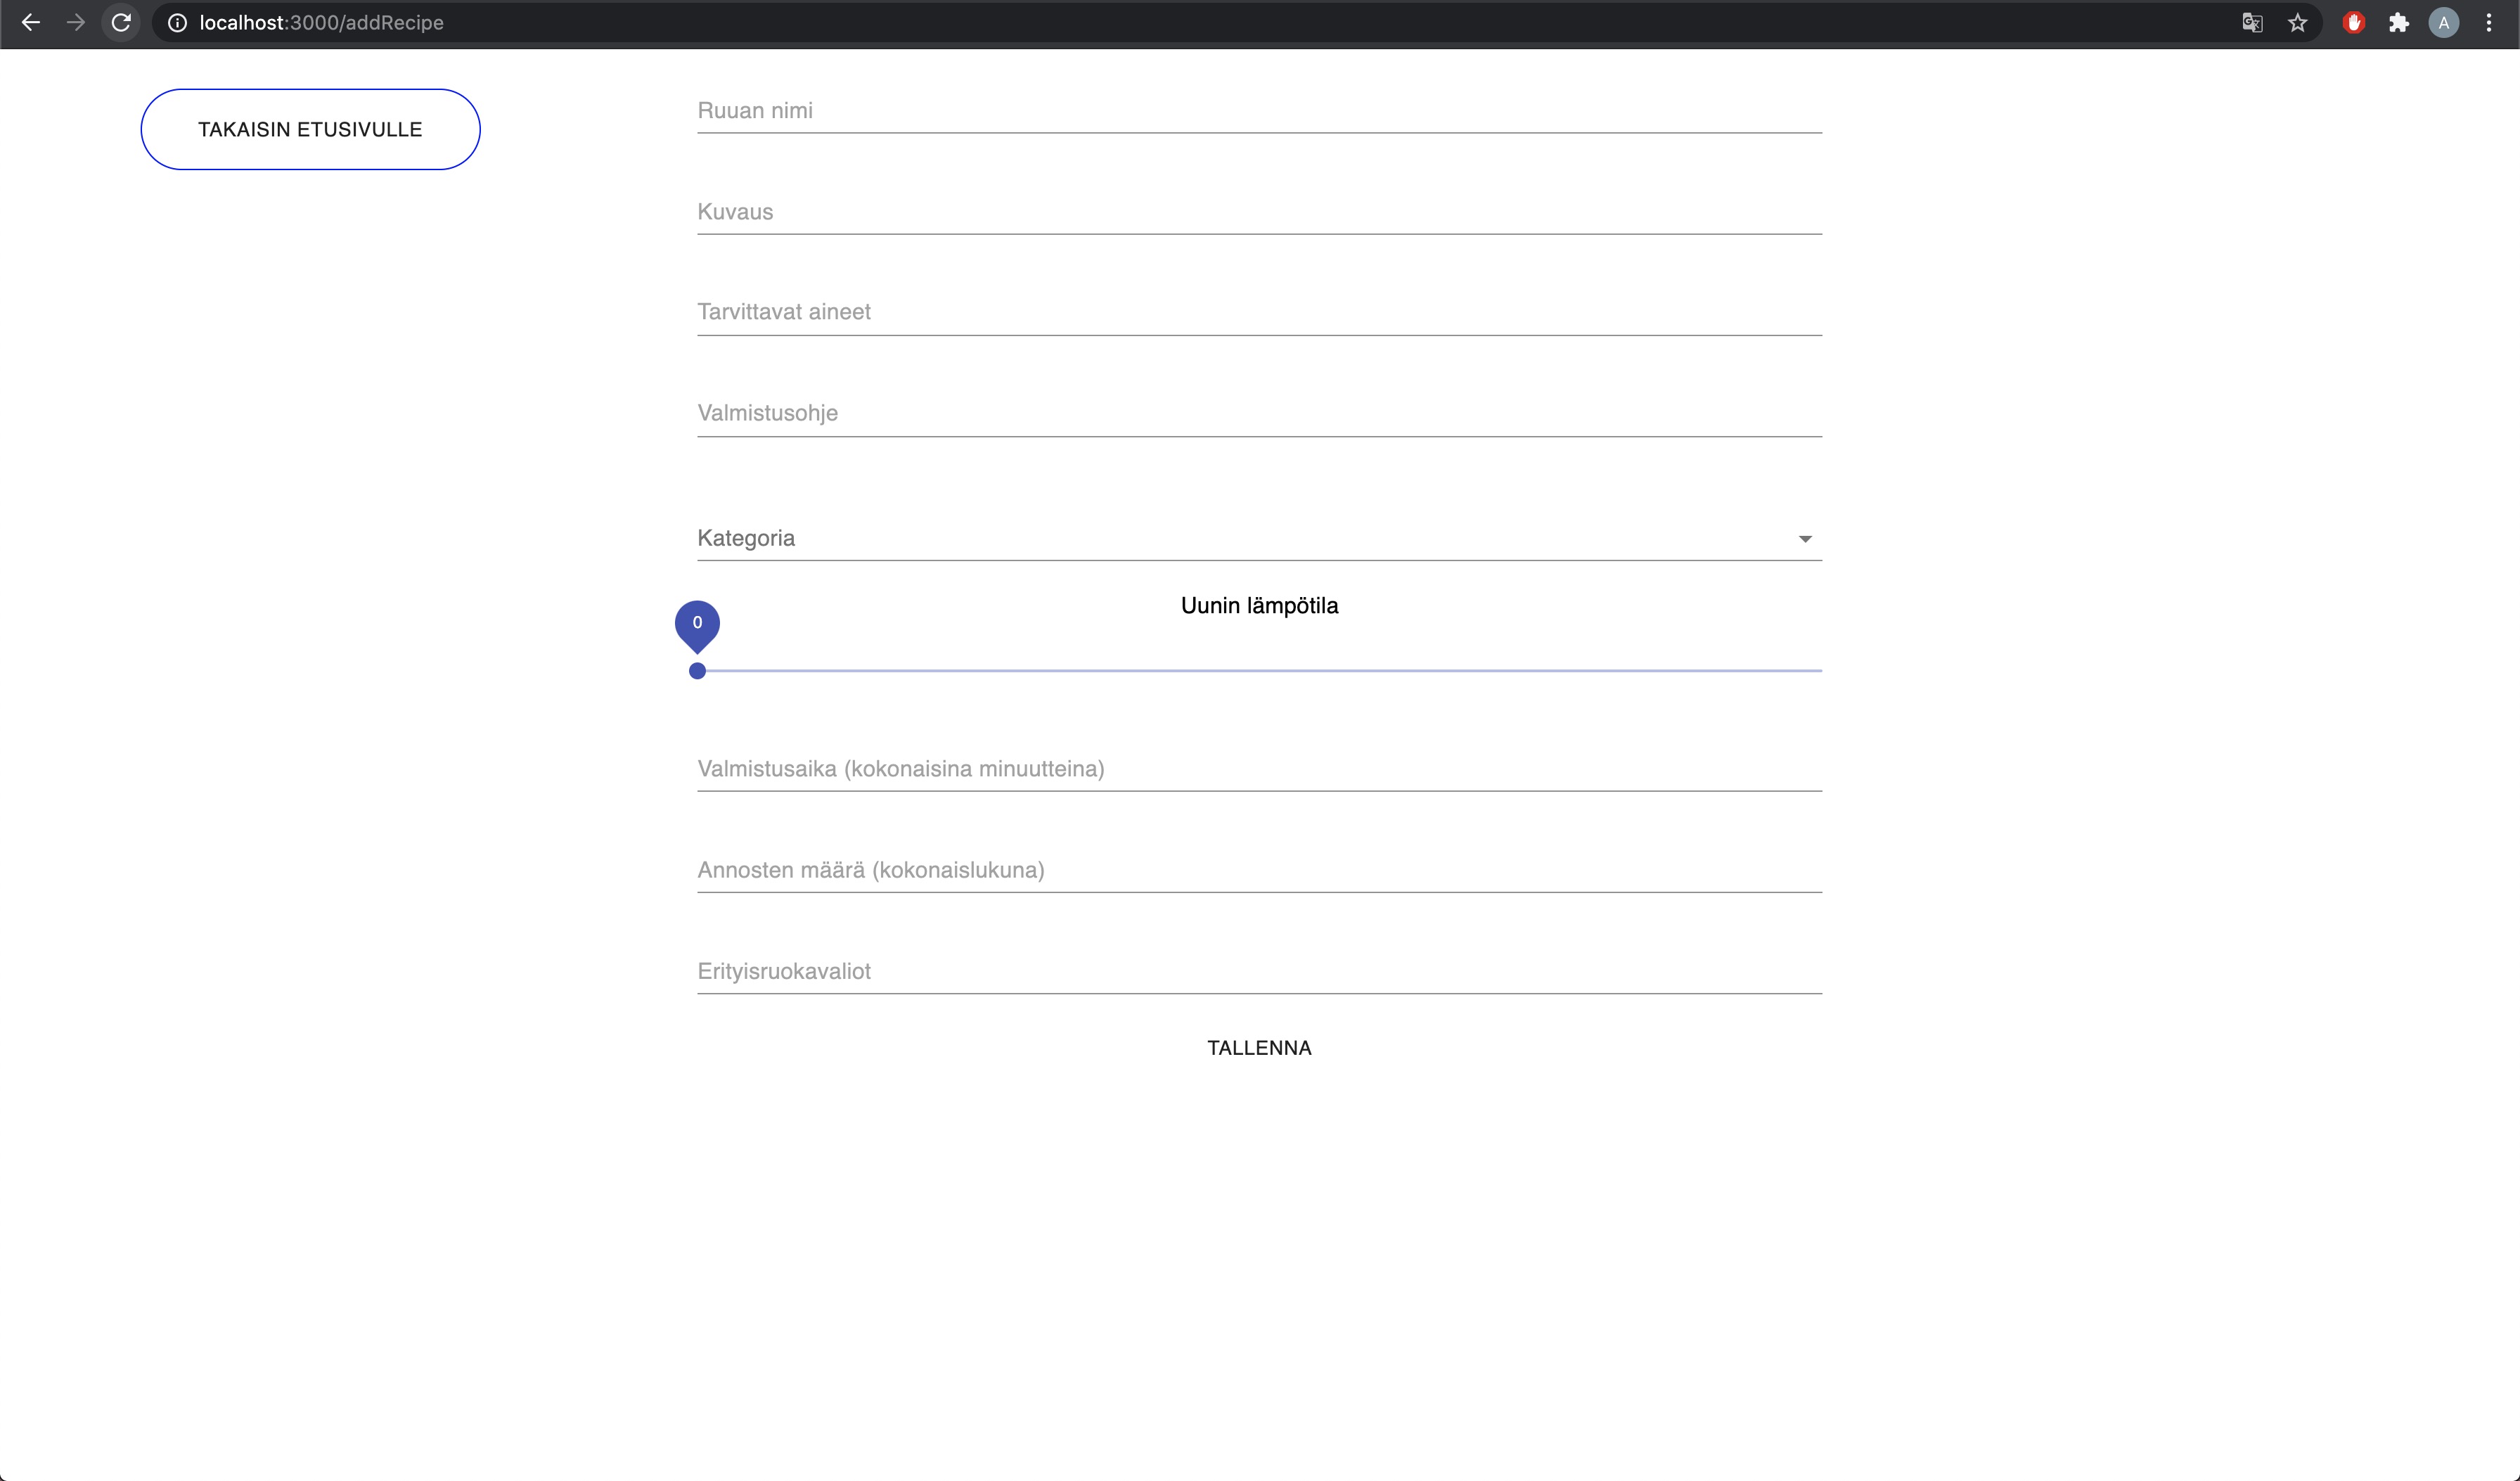 localhost:3000/addRecipe
A
TAKAISIN ETUSIVULLE
Ruuan nimi
Kuvaus
Tarvittavat aineet
Valmistusohje
Kategoria
Uunin lämpötila
0
Valmistusaika (kokonaisina minuutteina)
Annosten määrä (kokonaislukuna)
Erityisruokavaliot
TALLENNA